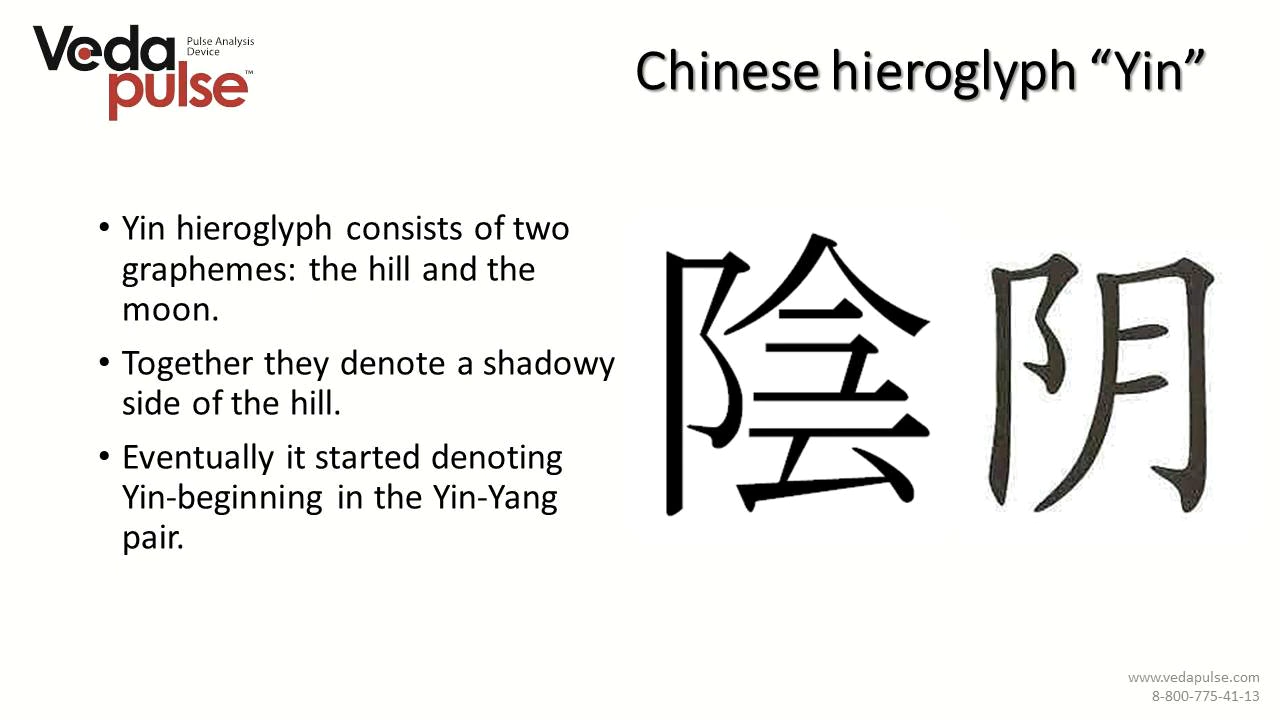 Veda
pulse™
Pulse Analysis
Device
Chinese hieroglyph “Yin”
• Yin hieroglyph consists of two
graphemes: the hill and the
moon.
• Together they denote a shadowy
side of the hill.
• Eventually it started denoting
Yin-beginning in the Yin-Yang
pair.
陰 阴
www.vedapulse.com
8-800-775-41-13